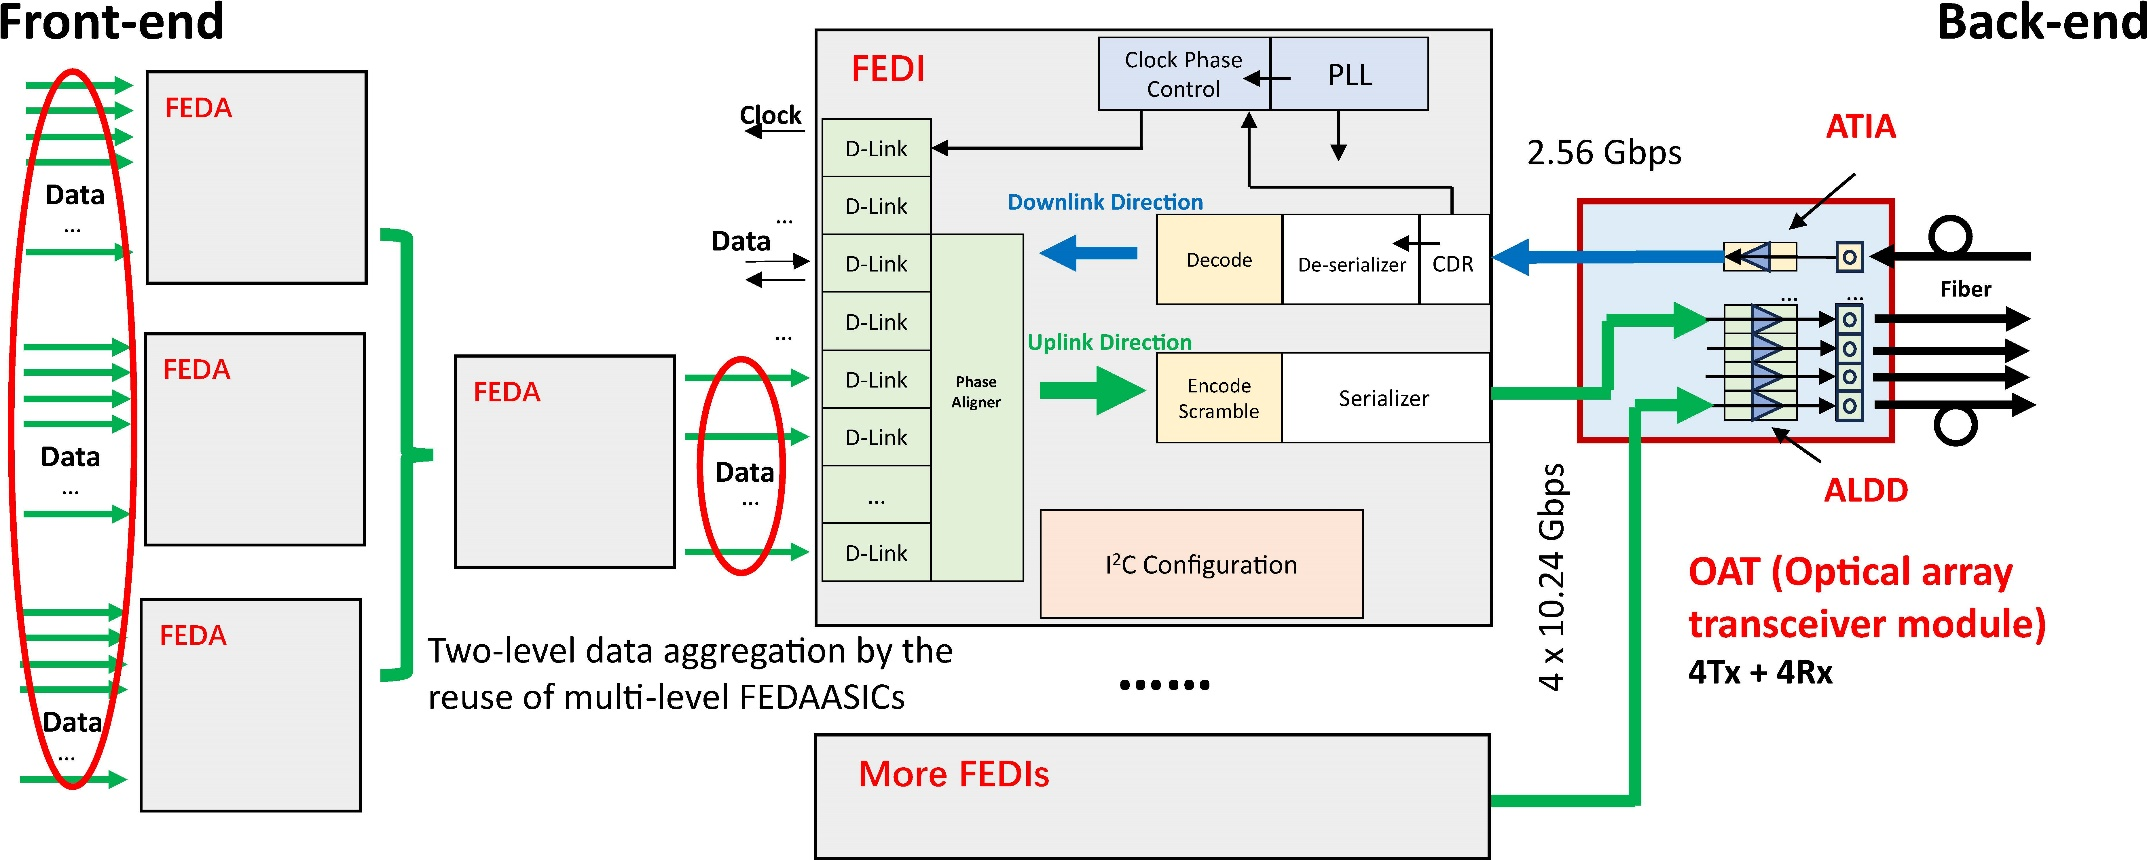 Front-end
Back-end
FEDA
Data
...
FEDA
Data
...
FEDA
Data
...
FEDA
Two-level data aggregation by the
reuse of multi-level FEDAASICs
Data
...
Clock
...
Data
...
FEDI
Clock Phase
Control
PLL
D-Link
D-Link
D-Link
D-Link
D-Link
D-Link
...
D-Link
Phase
Aligner
Downlink Direction
Decode
De-serializer
CDR
Uplink Direction
Encode
Scramble
Serializer
I²C Configuration
......
More FEDIs
2.56 Gbps
4 x 10.24 Gbps
ATIA
...
...
Fiber
ALDD
OAT (Optical array
transceiver module)
4Tx + 4Rx